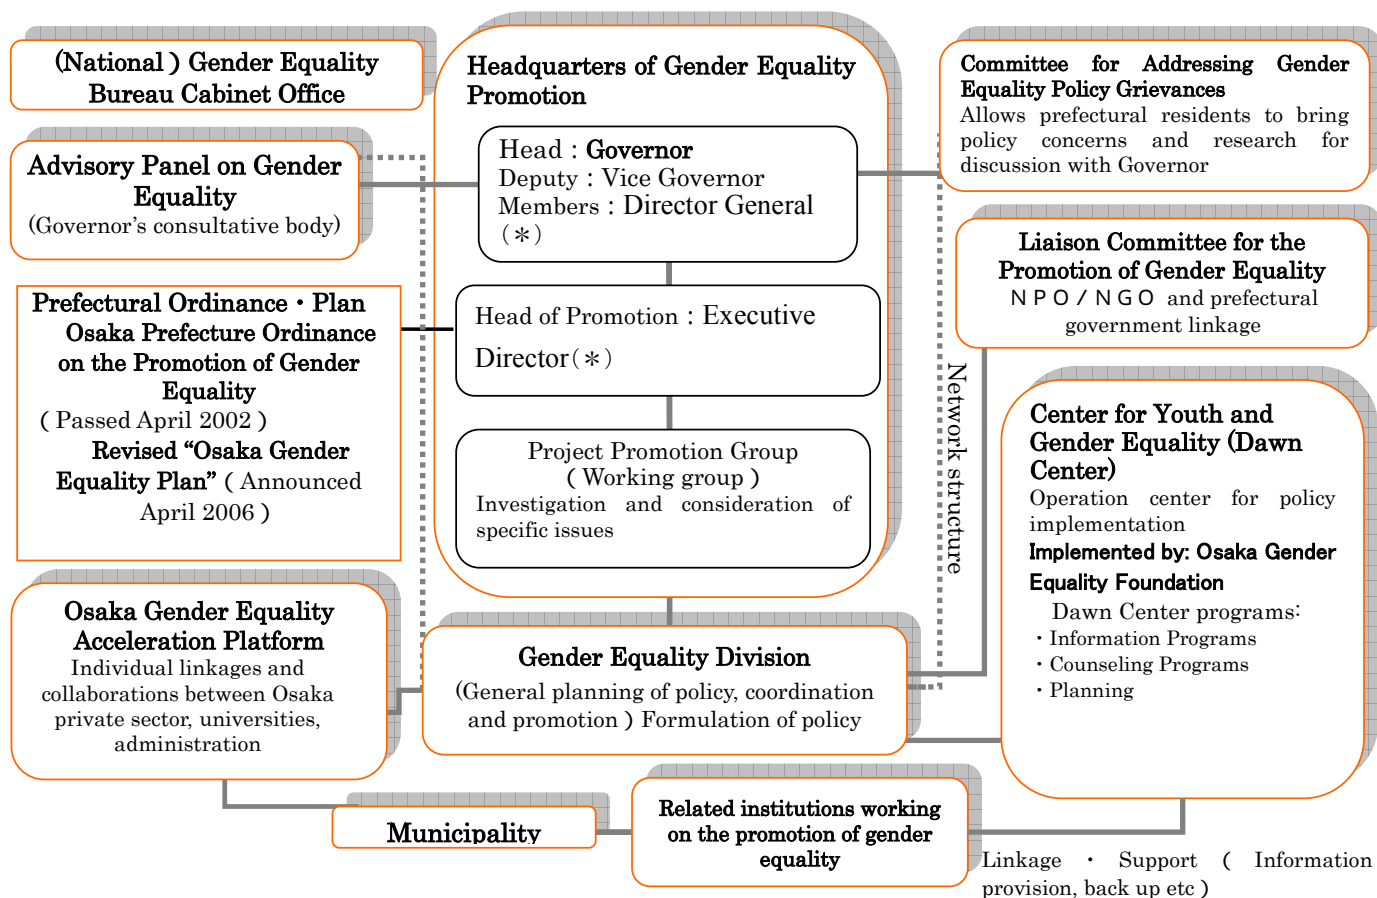 (National ) Gender Equality
Bureau Cabinet Office
Advisory Panel on Gender
Equality
(Governor’s consultative body)
Prefectural Ordinance・Plan
Osaka Prefecture Ordinance
on the Promotion of Gender
Equality
( Passed April 2002 )
Revised “Osaka Gender
Equality Plan” ( Announced
April 2006 )
Osaka Gender Equality
Acceleration Platform
Individual linkages and
collaborations between Osaka
private sector, universities,
administration
Headquarters of Gender Equality
Promotion
Head : Governor
Deputy : Vice Governor
Members : Director General
(＊)
Head of Promotion : Executive
Director(＊)
Project Promotion Group
( Working group )
Investigation and consideration of
specific issues
Gender Equality Division
(General planning of policy, coordination
and promotion ) Formulation of policy
Municipality
Related institutions working
on the promotion of gender
equality
Committee for Addressing Gender
Equality Policy Grievances
Allows prefectural residents to bring
policy concerns and research for
discussion with Governor
Liaison Committee for the
Promotion of Gender Equality
ＮＰＯ/ＮＧＯ and prefectural
government linkage
Network structure
Center for Youth and
Gender Equality (Dawn
Center)
Operation center for policy
implementation
Implemented by: Osaka Gender
Equality Foundation
Dawn Center programs:
・Information Programs
・Counseling Programs
・Planning
Linkage ・ Support ( Information
provision, back up etc )